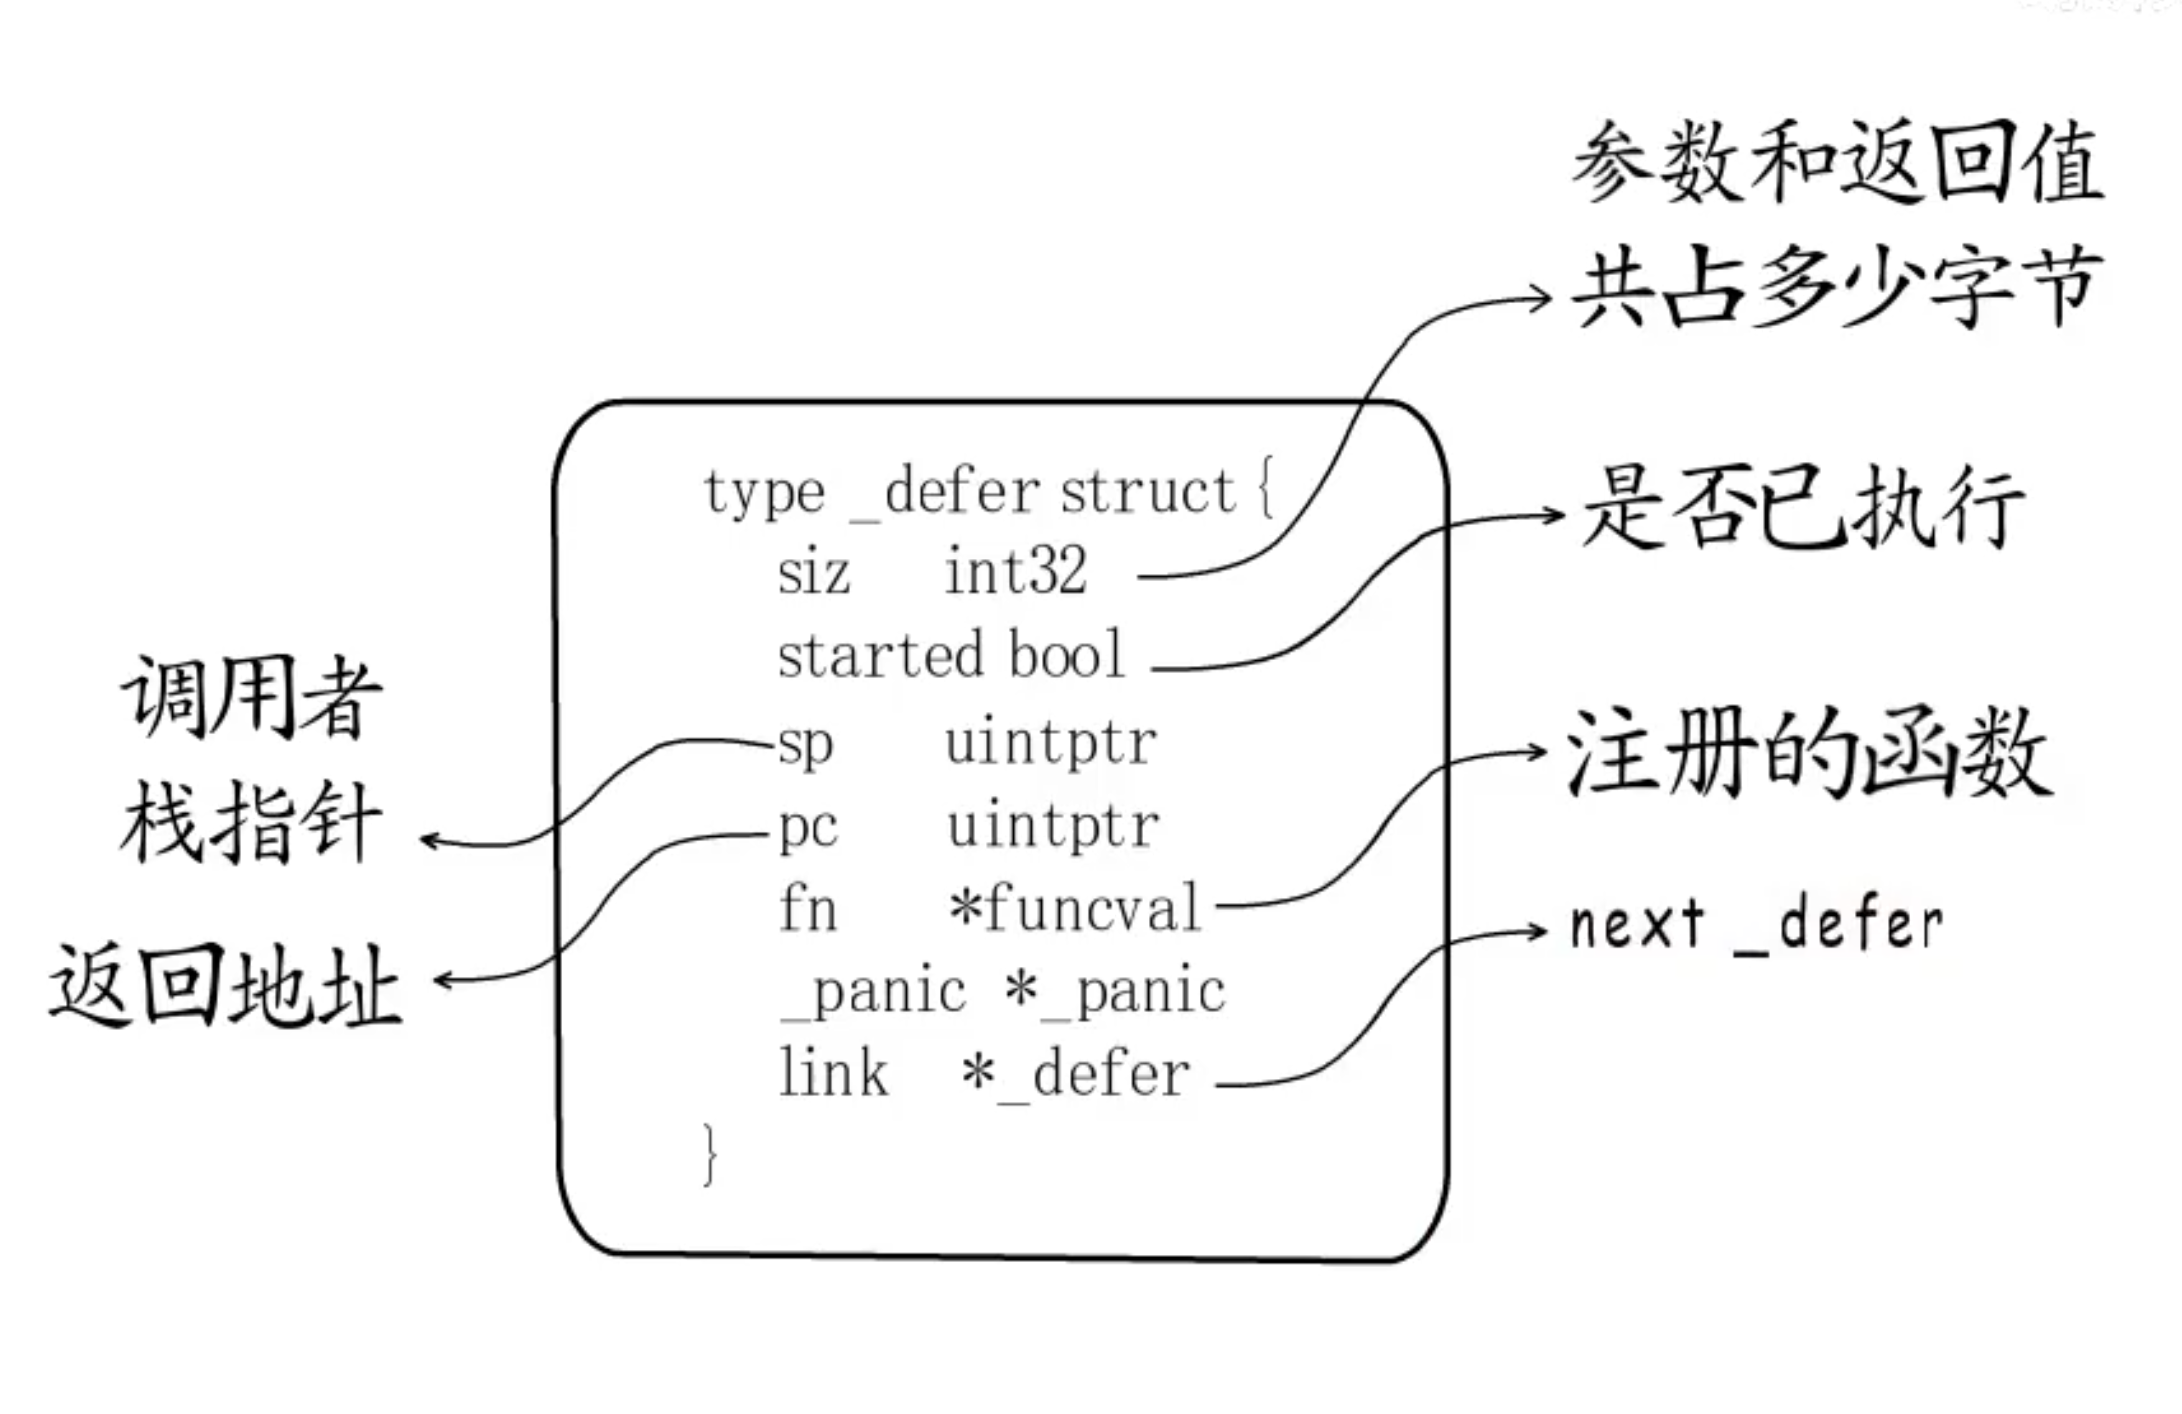 参数和返回值
共占多少字节
type _defer struct {
siz int32
是否已执行
started bool
调用者
栈指针
sp uintptr
注册的函数
pc uintptr
fn *funcval
next _defer
返回地址
_panic *_panic
link *_defer
}